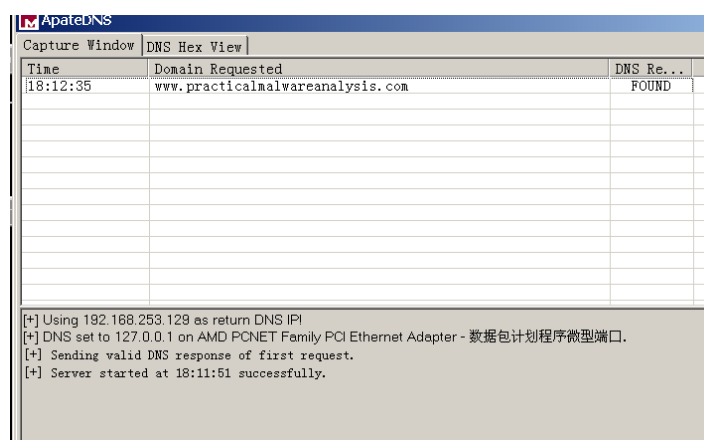 ApateDNS
Capture Window DNS Hex View
Time Domain Requested DNS Re...
18:12:35 www.practicalmalwareanalysis.com FOUND
[+] Using 192.168.253.129 as return DNS IP!
[+] DNS set to 127.0.0.1 on AMD PCNET Family PCI Ethernet Adapter - 数据包计划程序微型端口.
[+] Sending valid DNS response of first request.
[+] Server started at 18:11:51 successfully.